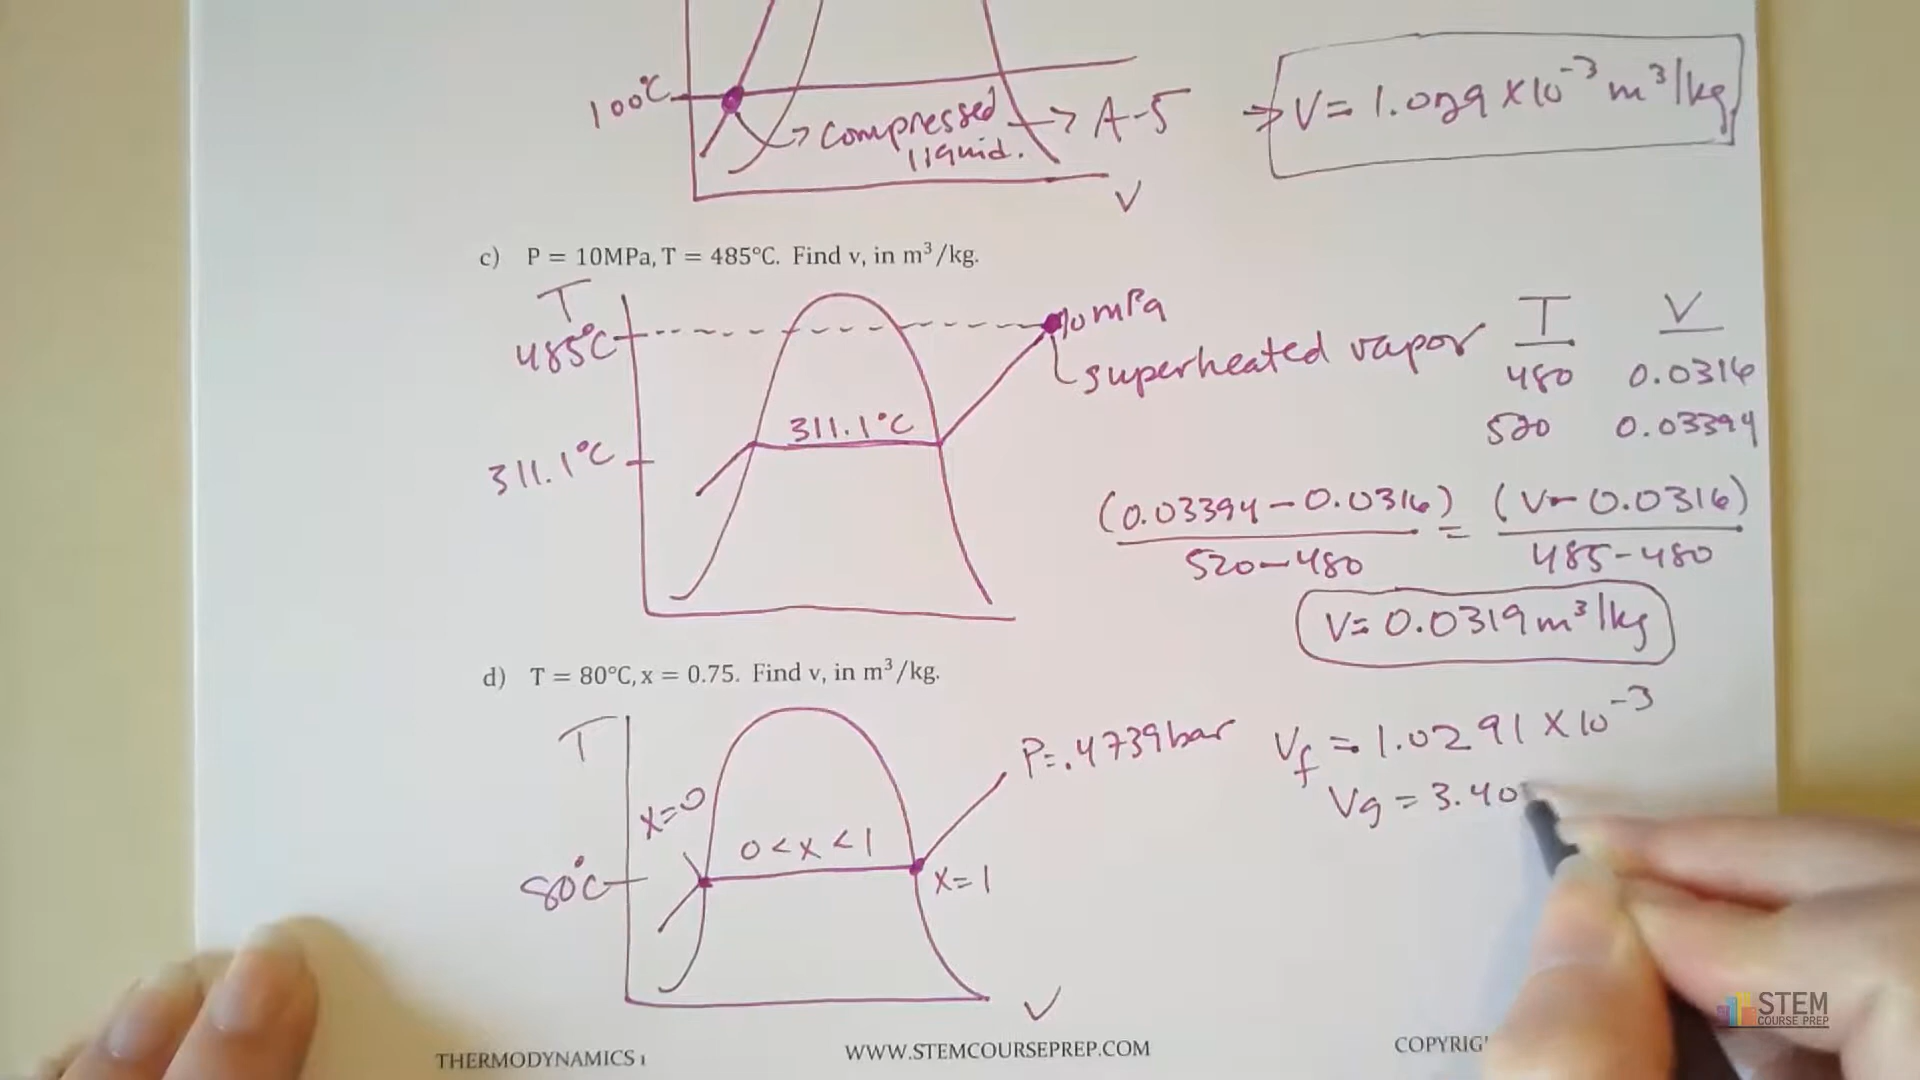 100°C
compressed liquid. → A-5
→ V = 1.029 × 10⁻³ m³/kg
c) P = 10MPa, T = 485°C. Find v, in m³/kg.
T
485°C
311.1°C
311.1°C
10 mPa
superheated vapor
T V
480 0.0316
520 0.03394
(0.03394 - 0.0316) / 520 - 480 = (V - 0.0316) / 485 - 480
V = 0.0319 m³/kg
V
d) T = 80°C, x = 0.75. Find v, in m³/kg.
T
80°C
x=0
0 < x < 1
x=1
P=.4739bar
Vf = 1.0291 × 10⁻³
Vg = 3.40
V
THERMODYNAMICS 1
WWW.STEMCOURSEPREP.COM
COPYRIG
STEM
COURSE PREP